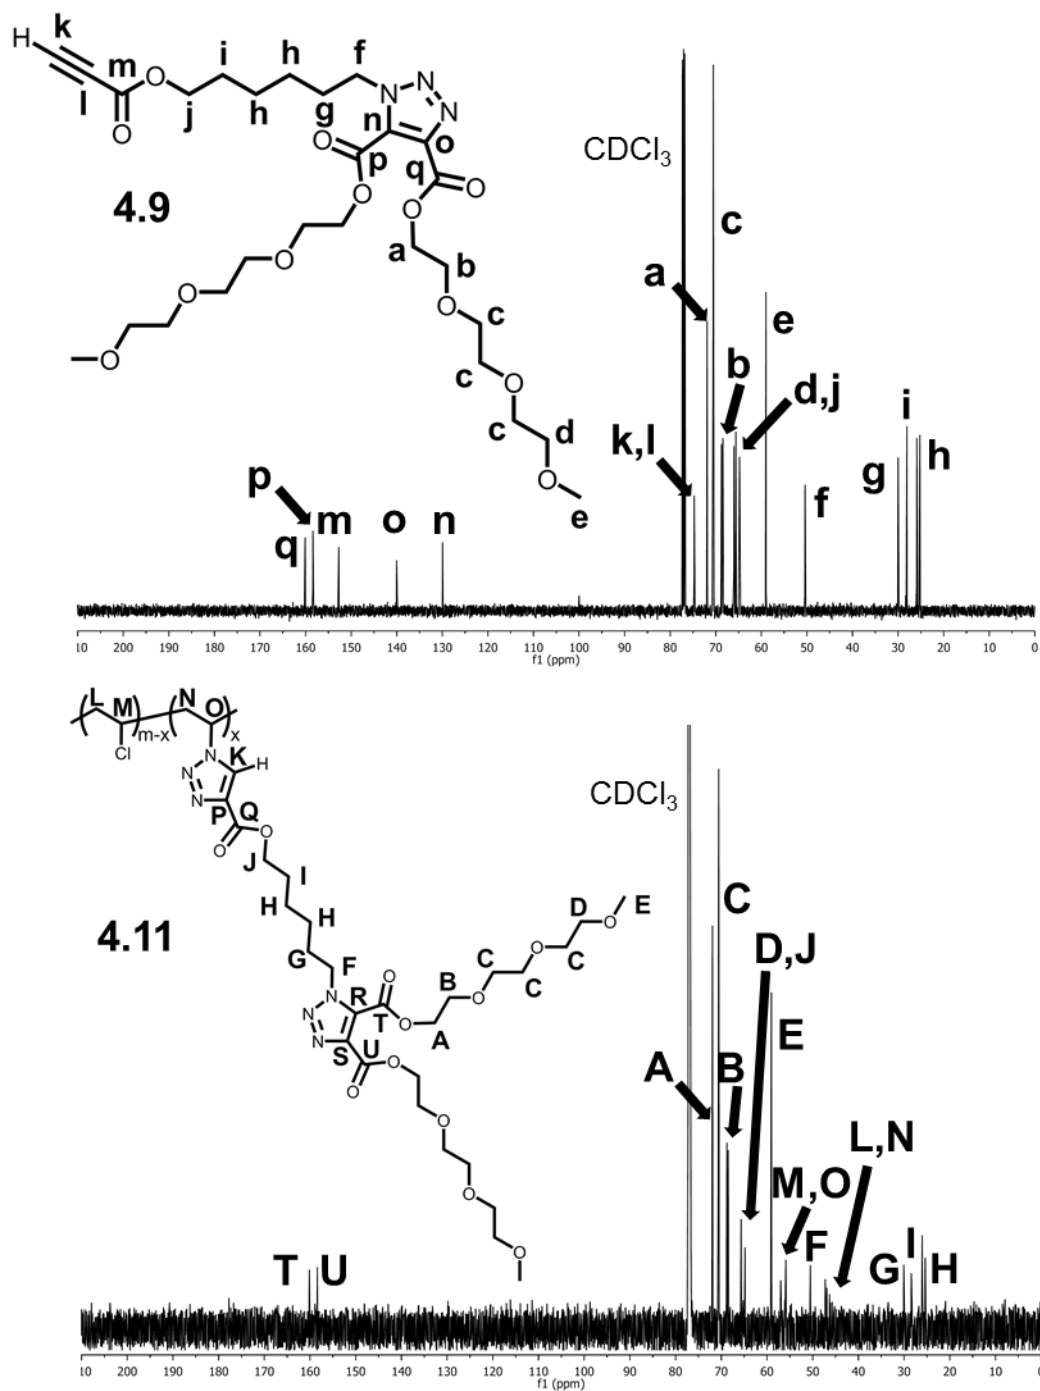 H
k
l
m
O
O
j
i
h
h
g
f
N
N
N
n
o
p
q
O
O
O
O
4.9
a
b
c
c
c
d
e
O
O
O
O
O
O
CDCl3
c
a
e
b
d,j
k,l
i
g
h
f
p
q
m
o
n
10 200 190 180 170 160 150 140 130 120 110 100 90 80 70 60 50 40 30 20 10 0
f1 (ppm)
L
M
N
O
Cl
m-x
x
N
K
H
N
N
P
Q
O
O
J
I
H
H
G
F
4.11
N
N
N
R
S
T
U
O
O
O
O
A
B
C
C
C
D
E
O
O
O
O
O
O
CDCl3
C
D,J
E
A
B
L,N
M,O
F
G
I
H
T
U
10 200 190 180 170 160 150 140 130 120 110 100 90 80 70 60 50 40 30 20 10 0
f1 (ppm)